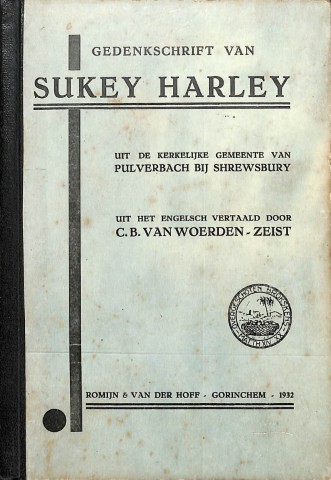 GEDENKSCHRIFT VAN
SUKEY HARLEY
UIT DE KERKELIJKE GEMEENTE VAN
PULVERBACH BIJ SHREWSBURY
UIT HET ENGELSCH VERTAALD DOOR
C. B. VAN WOERDEN - ZEIST
ROMIJN & VAN DER HOFF - GORINCHEM - 1932